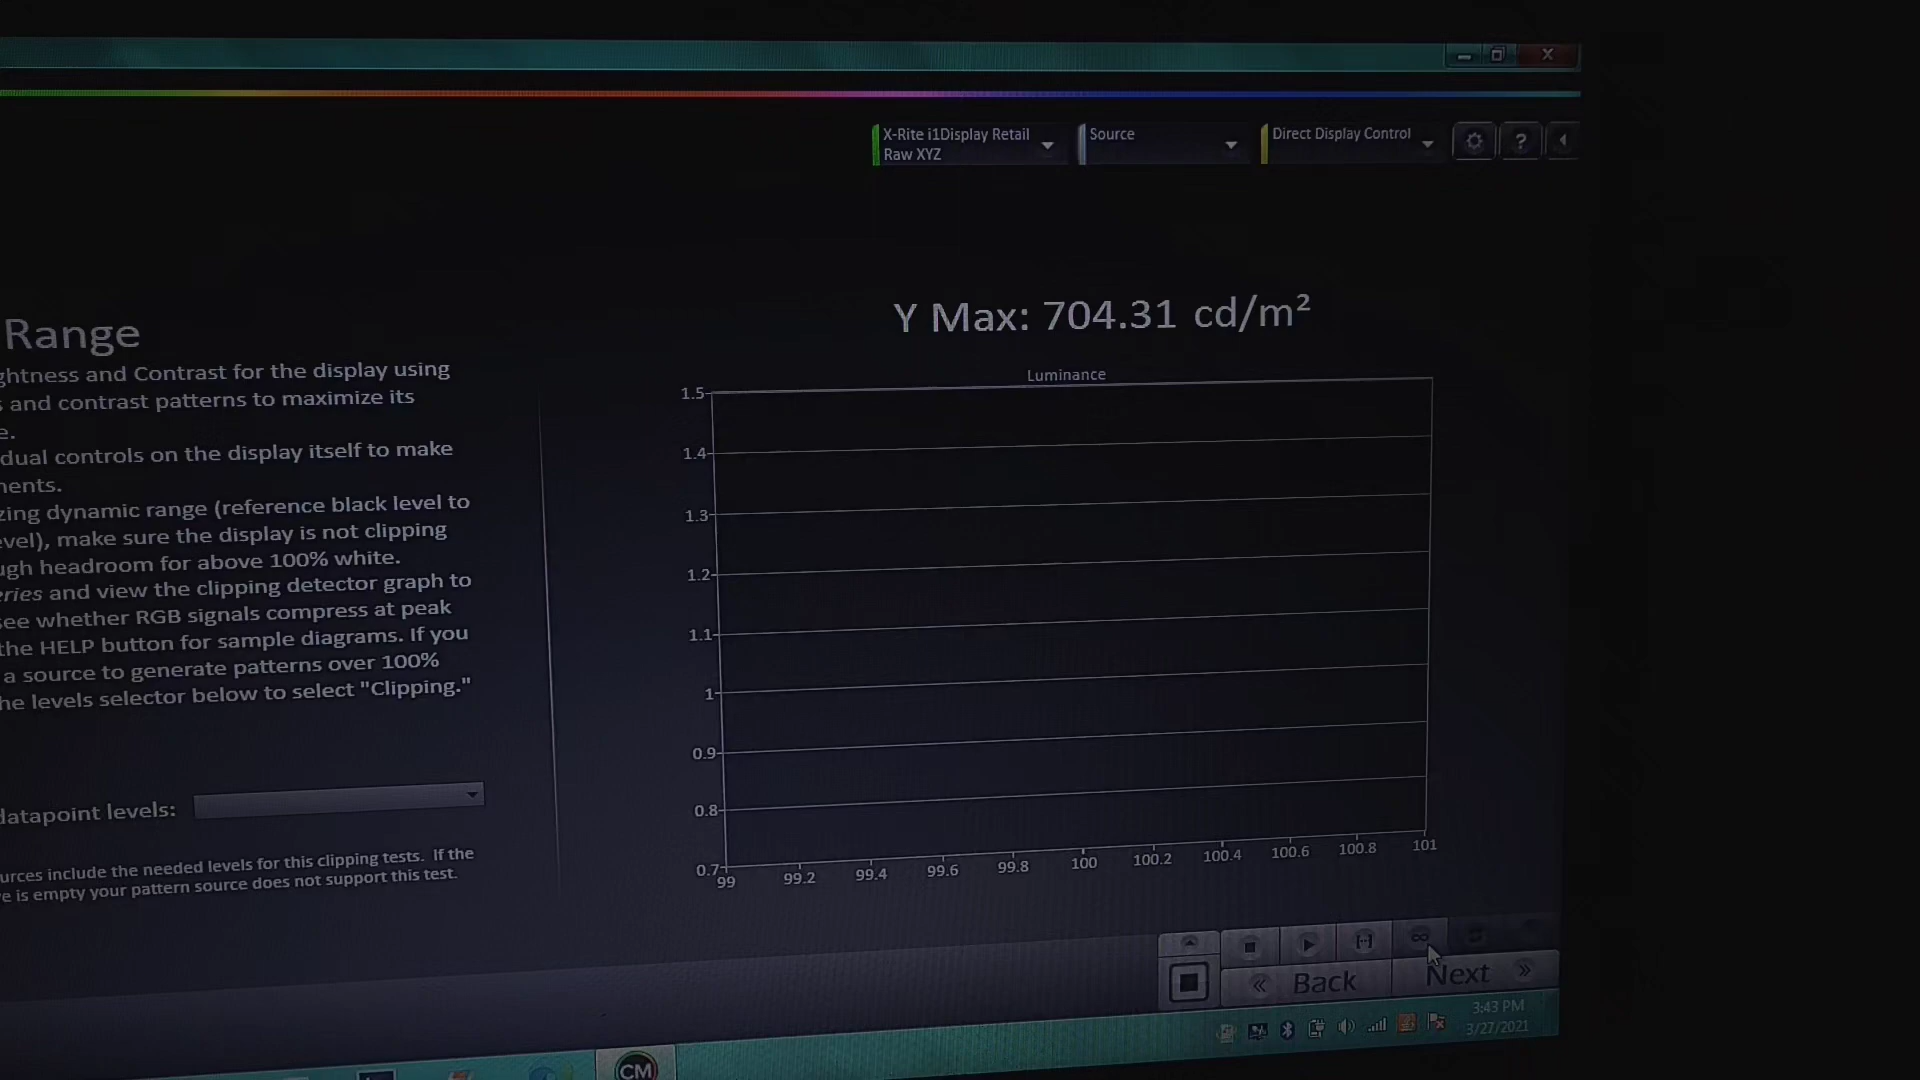 X-Rite i1Display Retail
Raw XYZ
Source
Direct Display Control
?
Y Max: 704.31 cd/m²
Range
ghtness and Contrast for the display using
s and contrast patterns to maximize its
e.
dual controls on the display itself to make
nents.
zing dynamic range (reference black level to
evel), make sure the display is not clipping
ugh headroom for above 100% white.
eries and view the clipping detector graph to
see whether RGB signals compress at peak
the HELP button for sample diagrams. If you
a source to generate patterns over 100%
he levels selector below to select "Clipping."
datapoint levels:
urces include the needed levels for this clipping tests. If the
e is empty your pattern source does not support this test.
Luminance
1.5
1.4
1.3
1.2
1.1
1
0.9
0.8
0.7
99 99.2 99.4 99.6 99.8 100 100.2 100.4 100.6 100.8 101
« Back Next »
3:43 PM
3/27/2021
CM